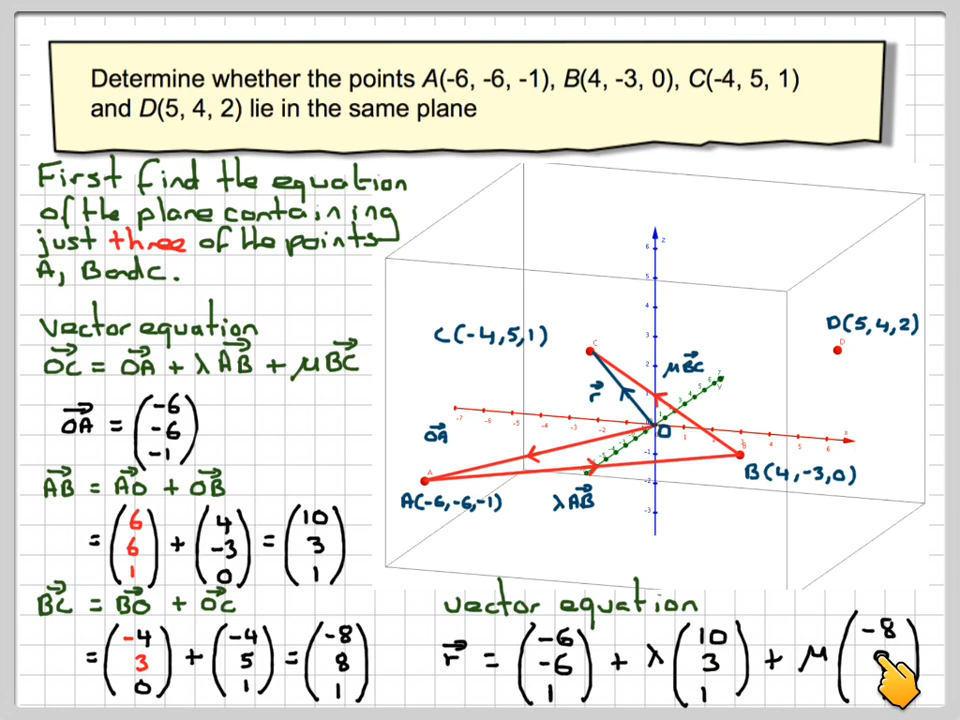 Determine whether the points A(-6, -6, -1), B(4, -3, 0), C(-4, 5, 1)
and D(5, 4, 2) lie in the same plane
First find the equation
of the plane containing
just three of the points
A, B and C.
vector equation
OC = OA + λ AB + μ BC
OA = (-6 -6 -1)
AB = AO + OB
= (6 6 1) + (4 -3 0) = (10 3 1)
BC = BO + OC
= (-4 3 0) + (-4 5 1) = (-8 8 1)
C(-4,5,1)
D(5,4,2)
μBC
r
OA
O
A(-6,-6,-1)
λAB
B(4,-3,0)
vector equation
r = (-6 -6 1) + λ (10 3 1) + μ (-8